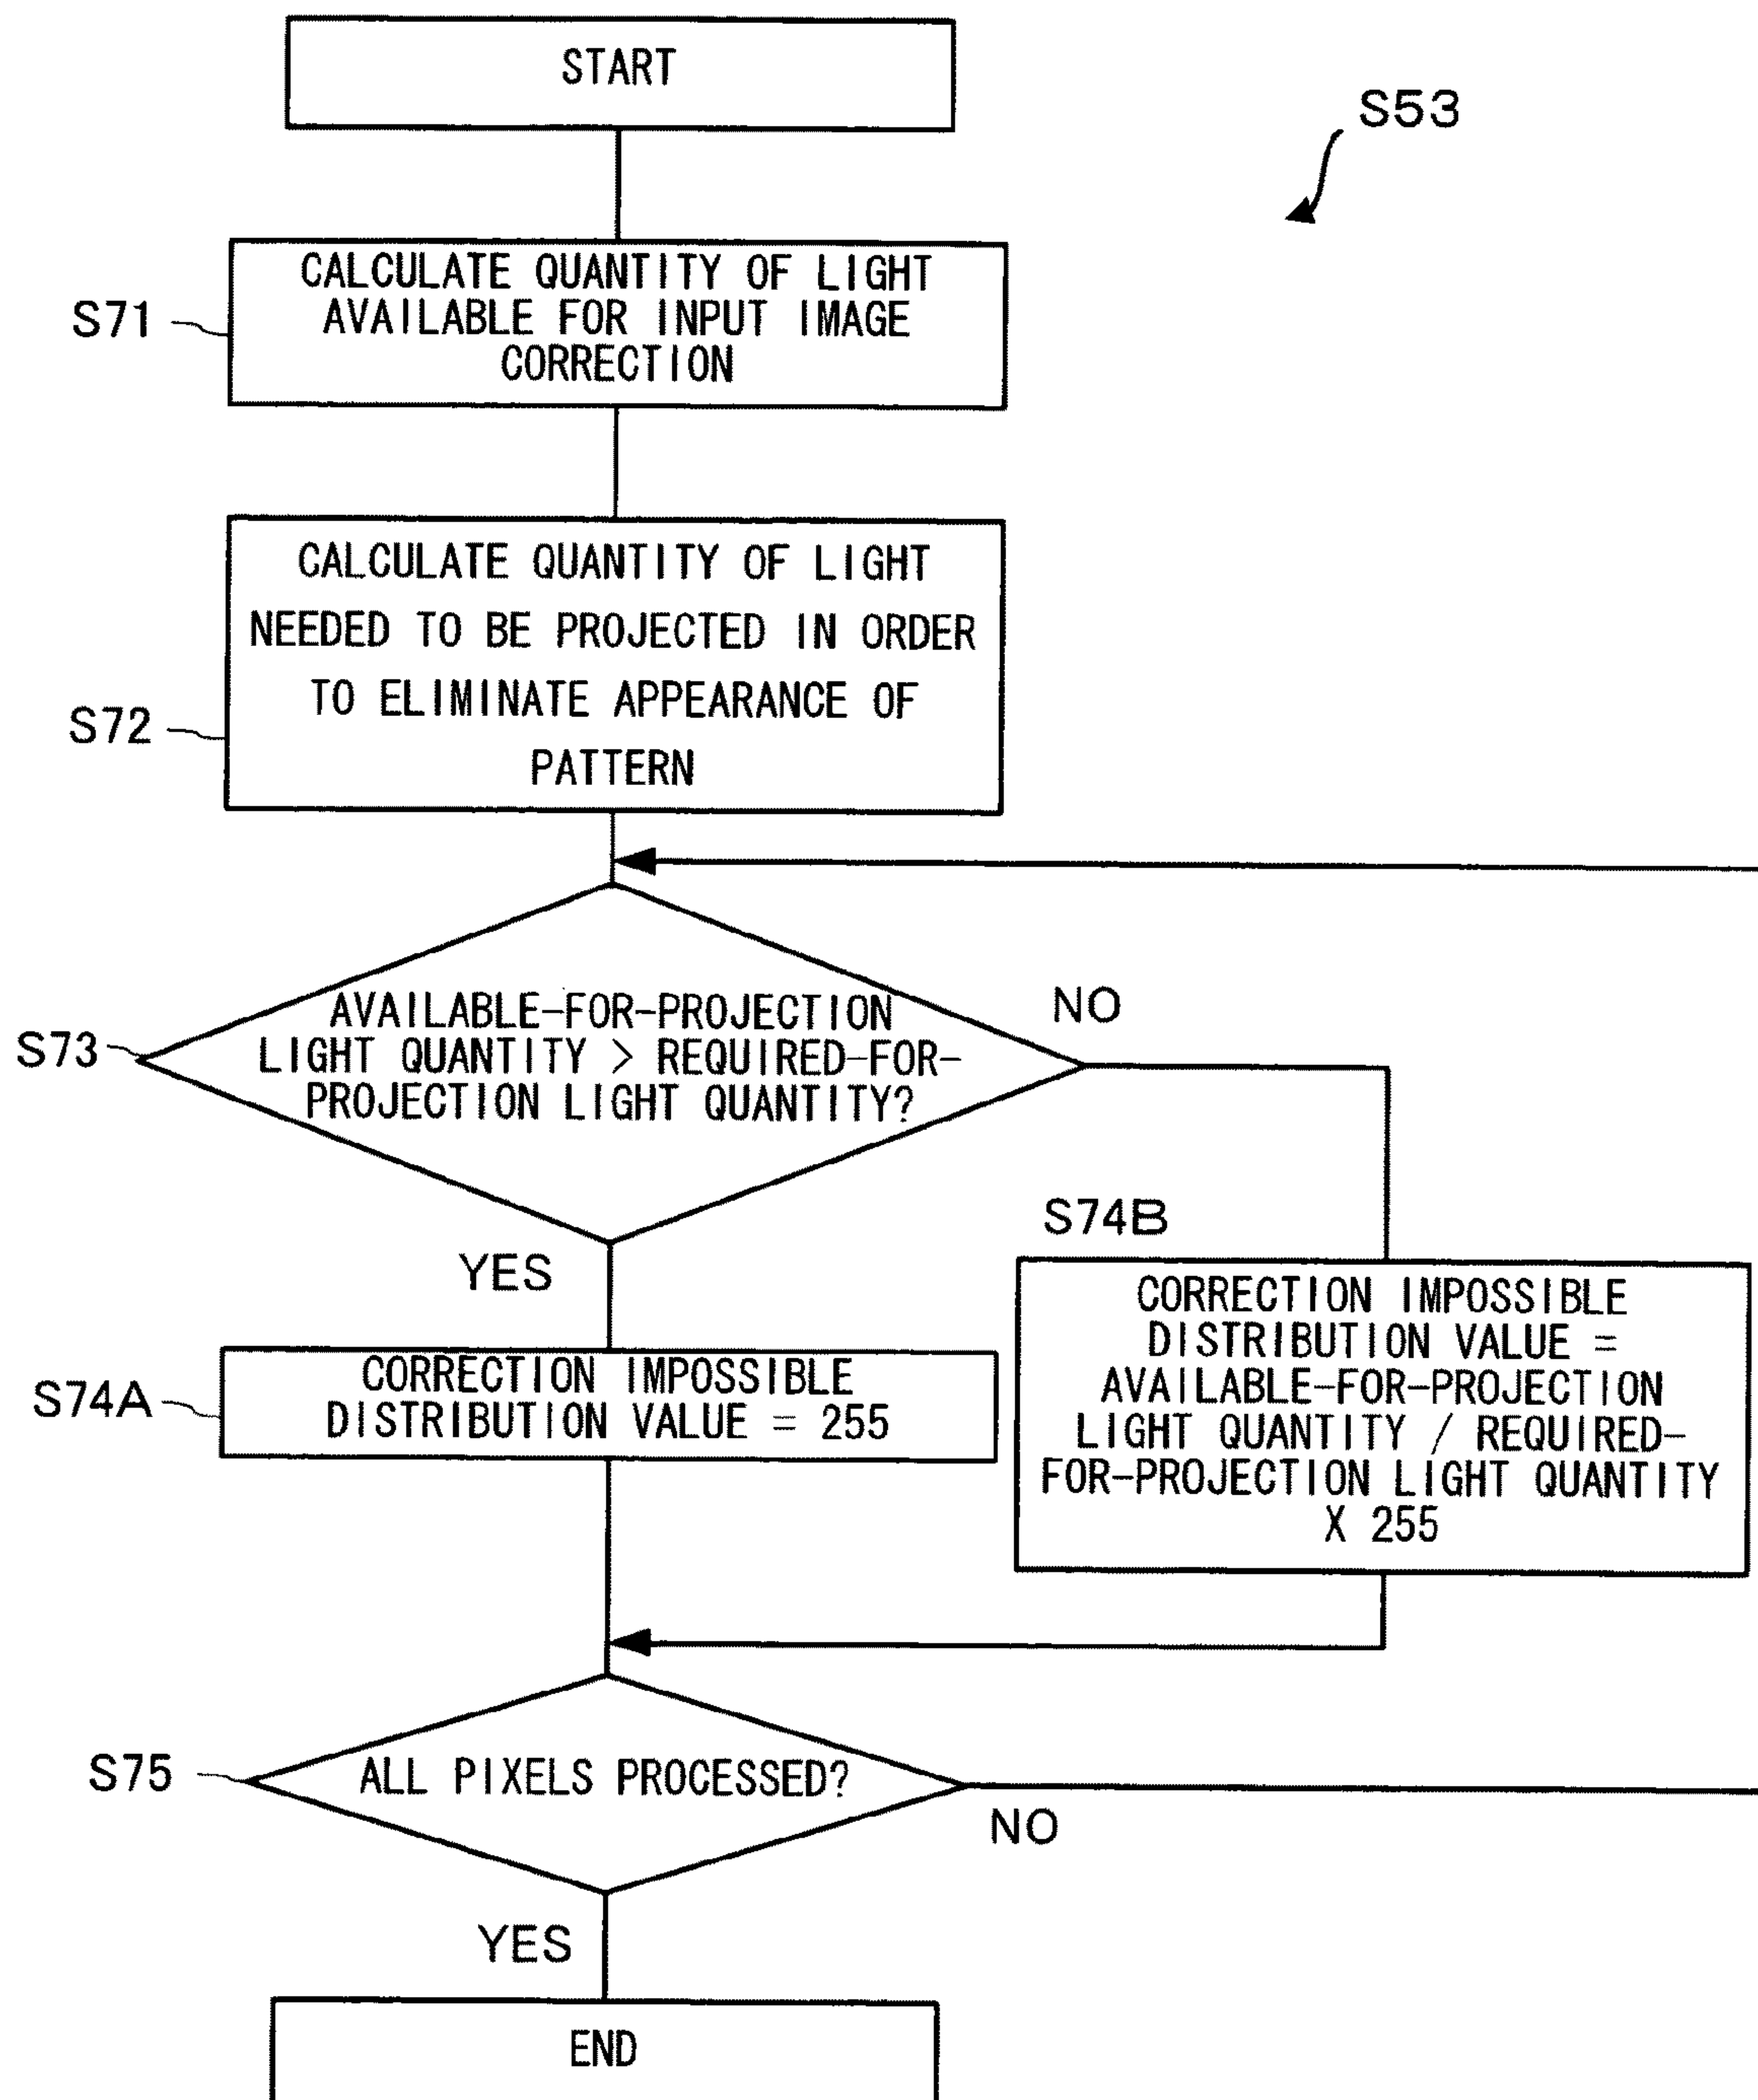 START
S53
S71
CALCULATE QUANTITY OF LIGHT
AVAILABLE FOR INPUT IMAGE
CORRECTION
S72
CALCULATE QUANTITY OF LIGHT
NEEDED TO BE PROJECTED IN ORDER
TO ELIMINATE APPEARANCE OF
PATTERN
S73
AVAILABLE-FOR-PROJECTION
LIGHT QUANTITY > REQUIRED-FOR-
PROJECTION LIGHT QUANTITY?
NO
YES
S74A
CORRECTION IMPOSSIBLE
DISTRIBUTION VALUE = 255
S74B
CORRECTION IMPOSSIBLE
DISTRIBUTION VALUE =
AVAILABLE-FOR-PROJECTION
LIGHT QUANTITY / REQUIRED-
FOR-PROJECTION LIGHT QUANTITY
X 255
S75
ALL PIXELS PROCESSED?
NO
YES
END